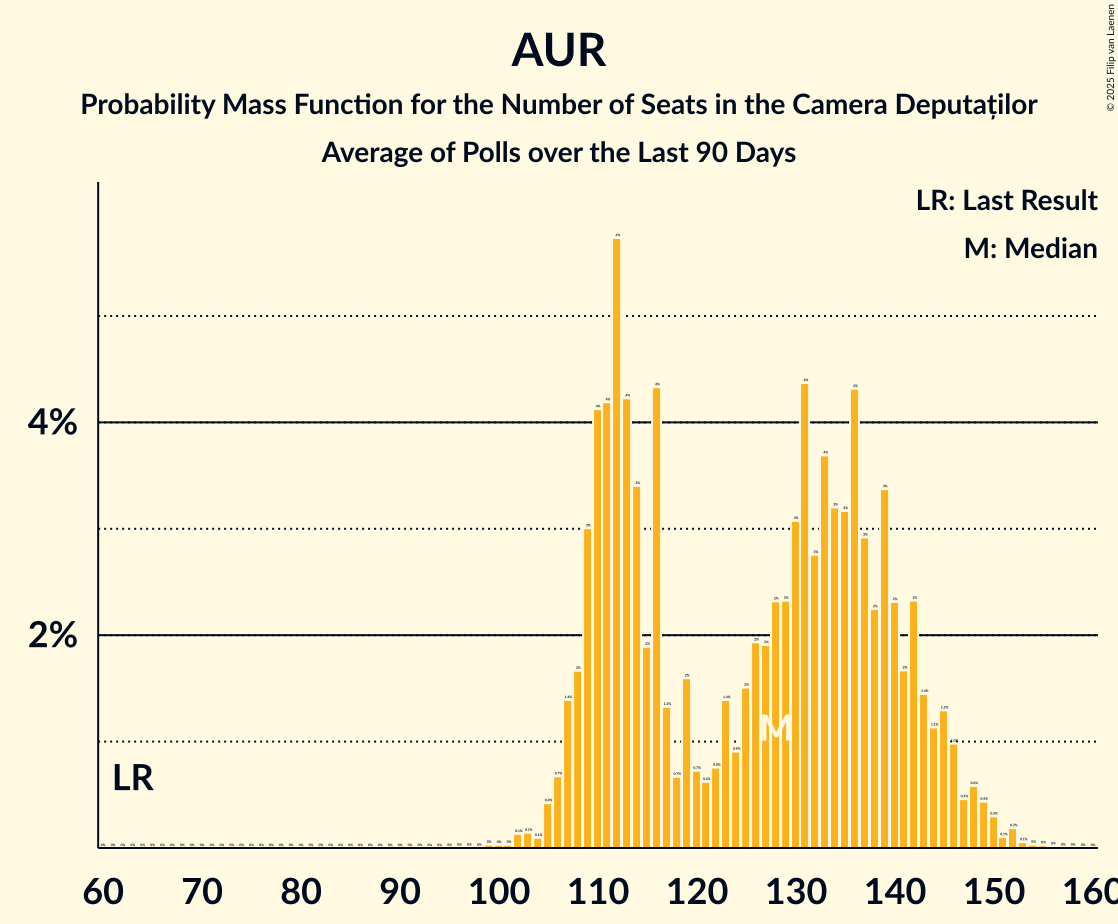 AUR
Probability Mass Function for the Number of Seats in the Camera Deputaților
Average of Polls over the Last 90 Days
© 2025 Filip van Laenen
LR: Last Result
M: Median
4%
2%
LR
M
60 70 80 90 100 110 120 130 140 150 160